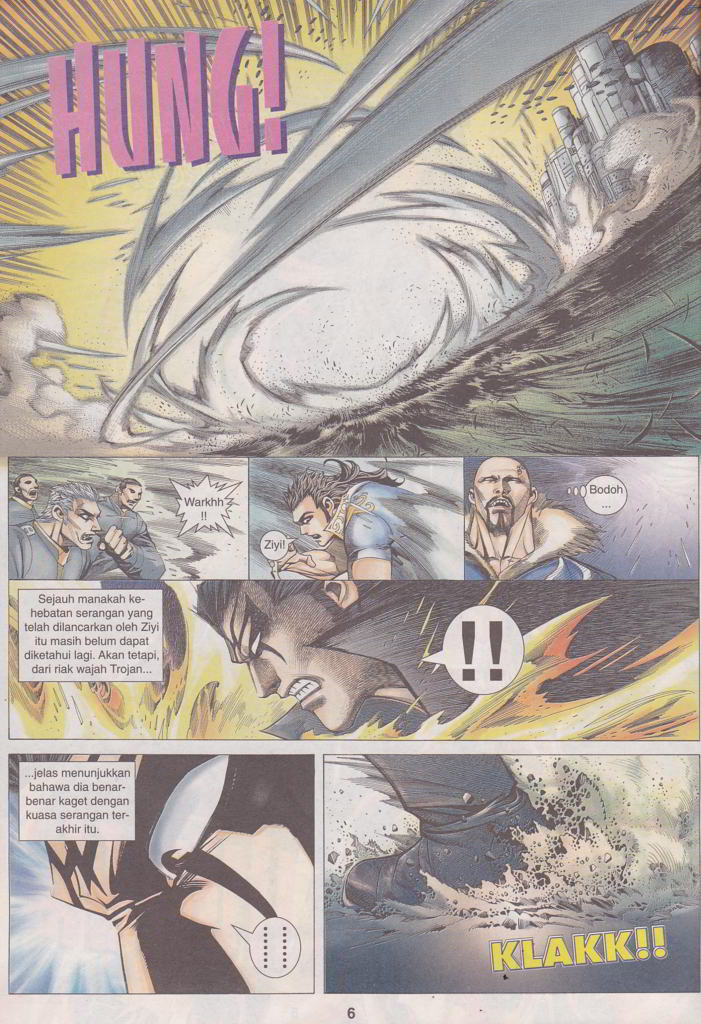 HUNG!
Warkhh
!!
Ziyi!
Bodoh
...
Sejauh manakah ke-
hebatan serangan yang
telah dilancarkan oleh Ziyi
itu masih belum dapat
diketahui lagi. Akan tetapi,
dari riak wajah Trojan...
!!
...jelas menunjukkan
bahawa dia benar-
benar kaget dengan
kuasa serangan ter-
akhir itu.
KLAKK!!
6